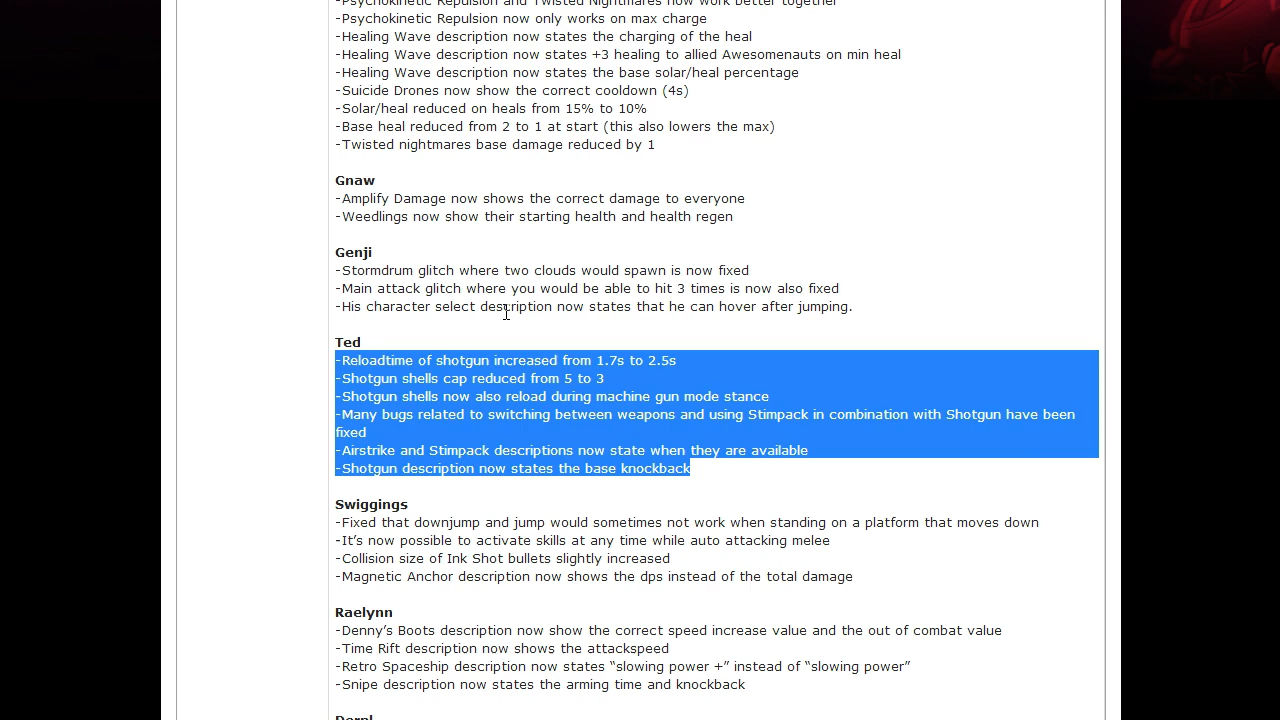 -Psychokinetic Repulsion and Twisted Nightmares now work better together
-Psychokinetic Repulsion now only works on max charge
-Healing Wave description now states the charging of the heal
-Healing Wave description now states +3 healing to allied Awesomenauts on min heal
-Healing Wave description now states the base solar/heal percentage
-Suicide Drones now show the correct cooldown (4s)
-Solar/heal reduced on heals from 15% to 10%
-Base heal reduced from 2 to 1 at start (this also lowers the max)
-Twisted nightmares base damage reduced by 1
Gnaw
-Amplify Damage now shows the correct damage to everyone
-Weedlings now show their starting health and health regen
Genji
-Stormdrum glitch where two clouds would spawn is now fixed
-Main attack glitch where you would be able to hit 3 times is now also fixed
-His character select description now states that he can hover after jumping.
Ted
-Reloadtime of shotgun increased from 1.7s to 2.5s
-Shotgun shells cap reduced from 5 to 3
-Shotgun shells now also reload during machine gun mode stance
-Many bugs related to switching between weapons and using Stimpack in combination with Shotgun have been
fixed
-Airstrike and Stimpack descriptions now state when they are available
-Shotgun description now states the base knockback
Swiggings
-Fixed that downjump and jump would sometimes not work when standing on a platform that moves down
-It’s now possible to activate skills at any time while auto attacking melee
-Collision size of Ink Shot bullets slightly increased
-Magnetic Anchor description now shows the dps instead of the total damage
Raelynn
-Denny’s Boots description now show the correct speed increase value and the out of combat value
-Time Rift description now shows the attackspeed
-Retro Spaceship description now states “slowing power +” instead of “slowing power”
-Snipe description now states the arming time and knockback
Derpl